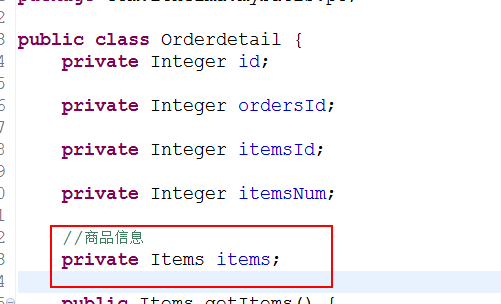 public class Orderdetail {
private Integer id;
private Integer ordersId;
private Integer itemsId;
private Integer itemsNum;
//商品信息
private Items items;
public Items getItems() {